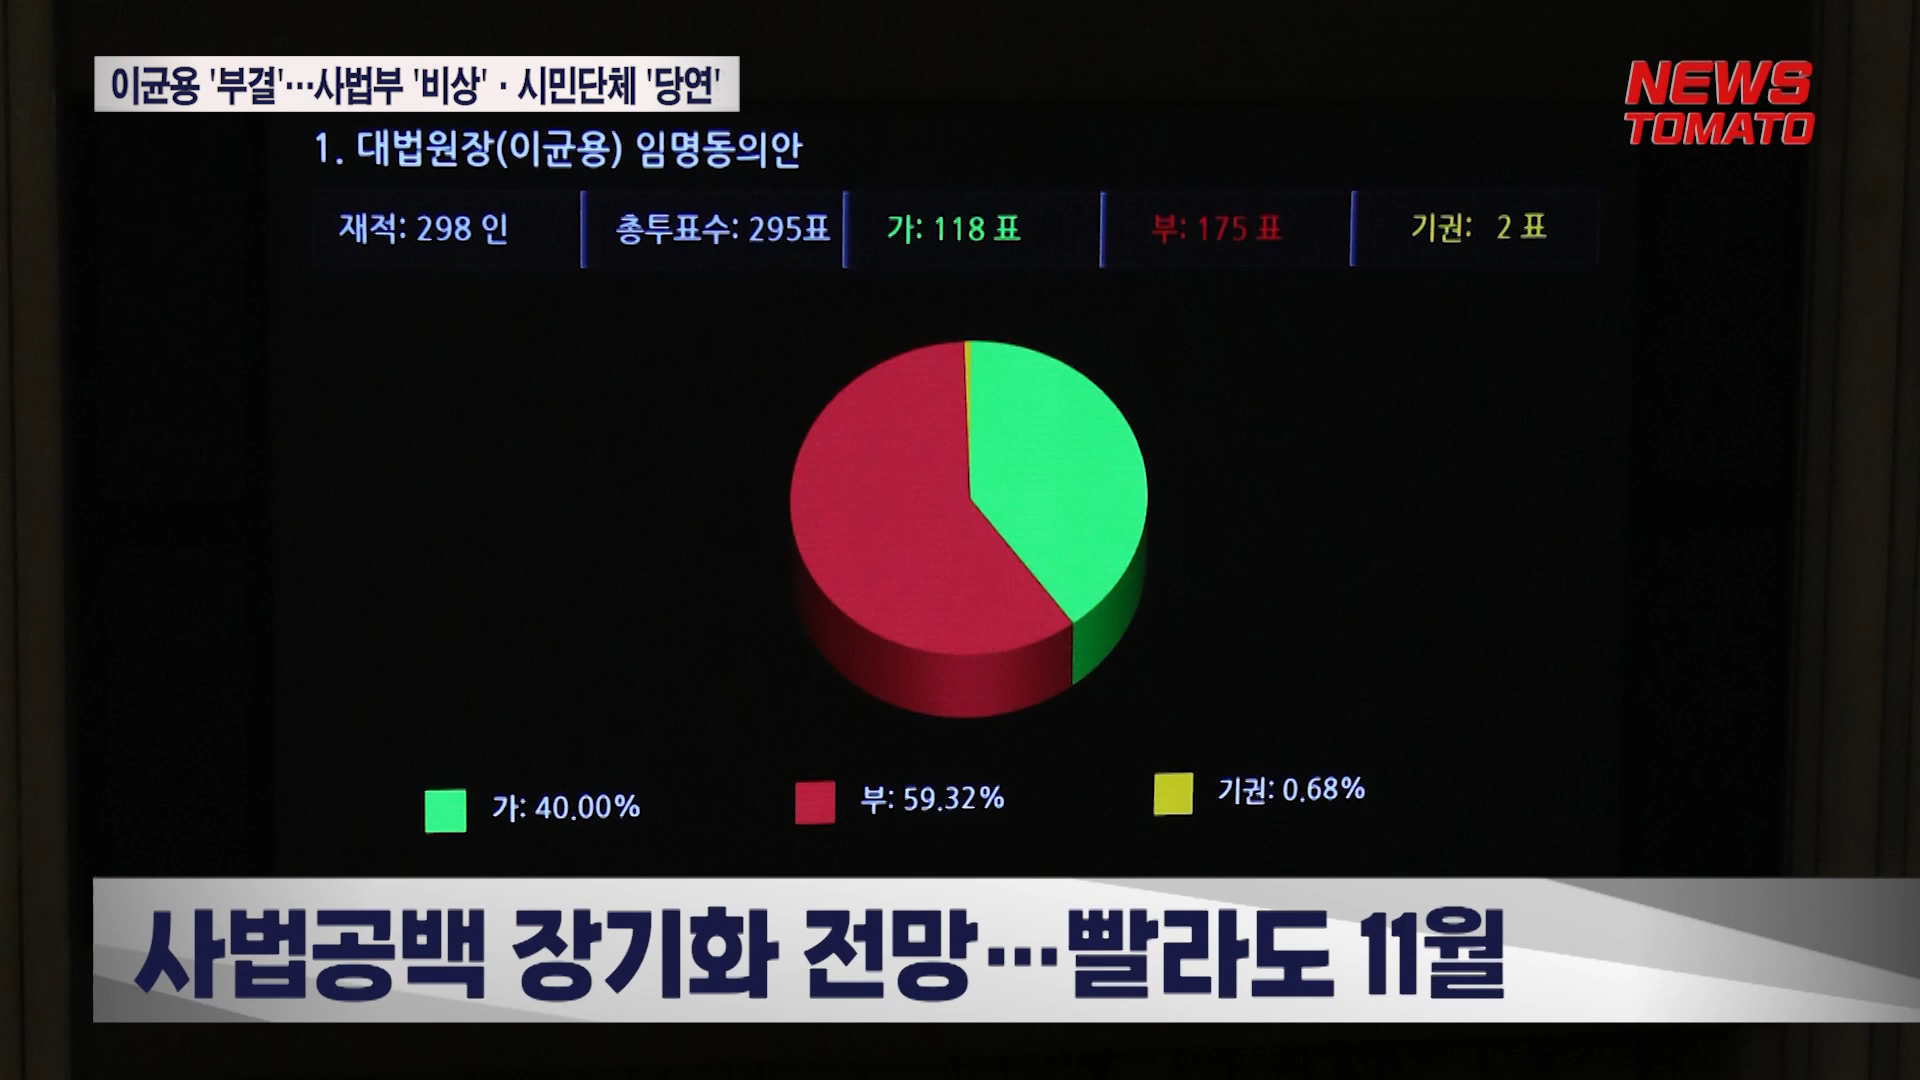 이균용 '부결'…사법부 '비상'·시민단체 '당연'
NEWS
TOMATO
1. 대법원장(이균용) 임명동의안
재적: 298 인
총투표수: 295표
가: 118 표
부: 175 표
기권: 2 표
가: 40.00%
부: 59.32%
기권: 0.68%
사법공백 장기화 전망…빨라도 11월